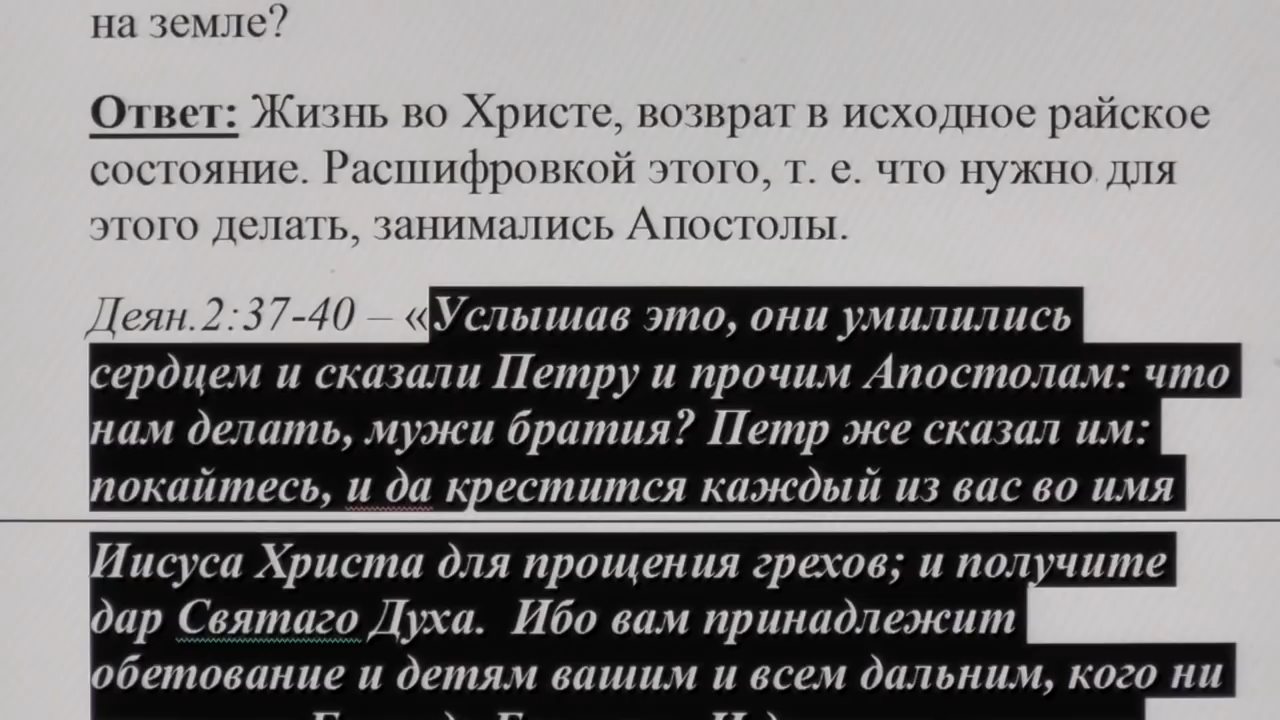 на земле?
Ответ: Жизнь во Христе, возврат в исходное райское
состояние. Расшифровкой этого, т. е. что нужно для
этого делать, занимались Апостолы.
Деян.2:37-40 – «Услышав это, они умилились
сердцем и сказали Петру и прочим Апостолам: что
нам делать, мужи братия? Петр же сказал им:
покайтесь, и да крестится каждый из вас во имя
Иисуса Христа для прощения грехов; и получите
дар Святаго Духа. Ибо вам принадлежит
обетование и детям вашим и всем дальним, кого ни